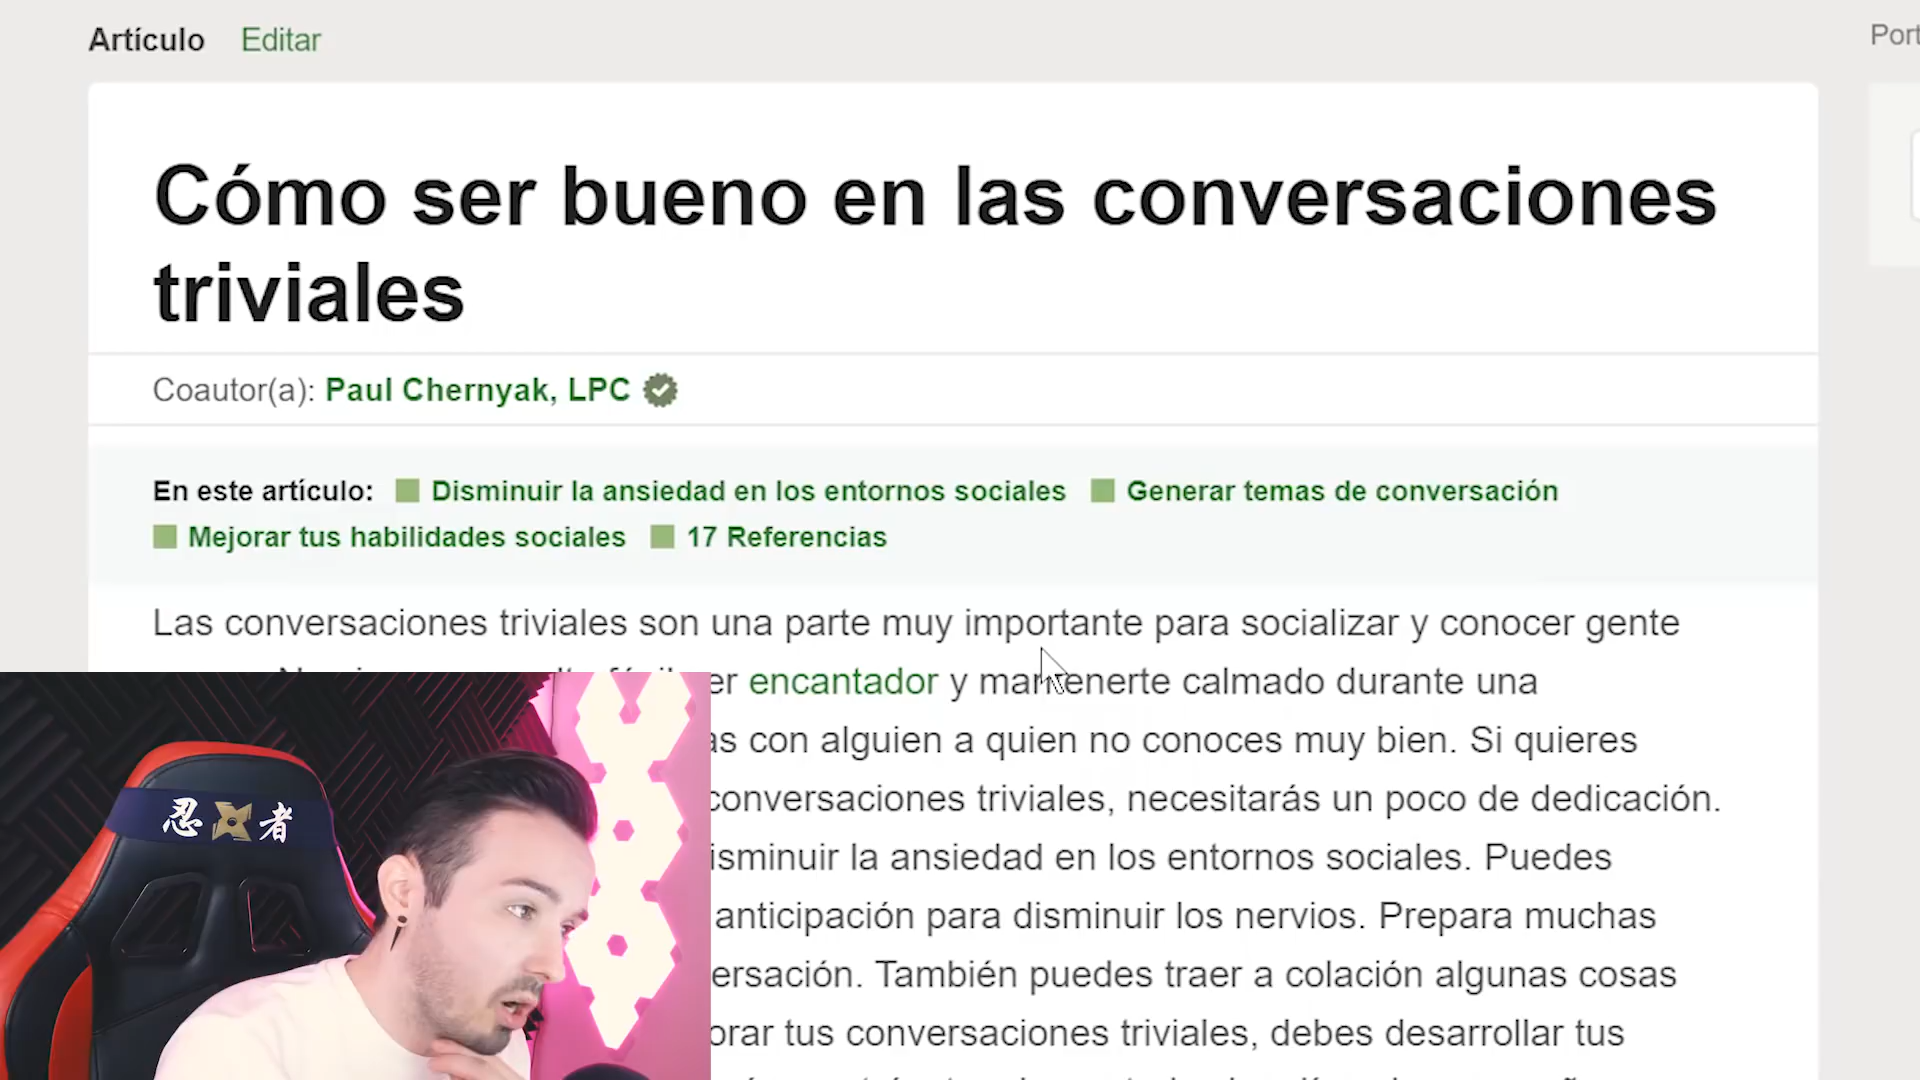 Artículo Editar
Port
Cómo ser bueno en las conversaciones
triviales
Coautor(a): Paul Chernyak, LPC
En este artículo: Disminuir la ansiedad en los entornos sociales Generar temas de conversación
Mejorar tus habilidades sociales 17 Referencias
Las conversaciones triviales son una parte muy importante para socializar y conocer gente
er encantador y mantenerte calmado durante una
as con alguien a quien no conoces muy bien. Si quieres
conversaciones triviales, necesitarás un poco de dedicación.
isminuir la ansiedad en los entornos sociales. Puedes
anticipación para disminuir los nervios. Prepara muchas
ersación. También puedes traer a colación algunas cosas
orar tus conversaciones triviales, debes desarrollar tus
忍 者